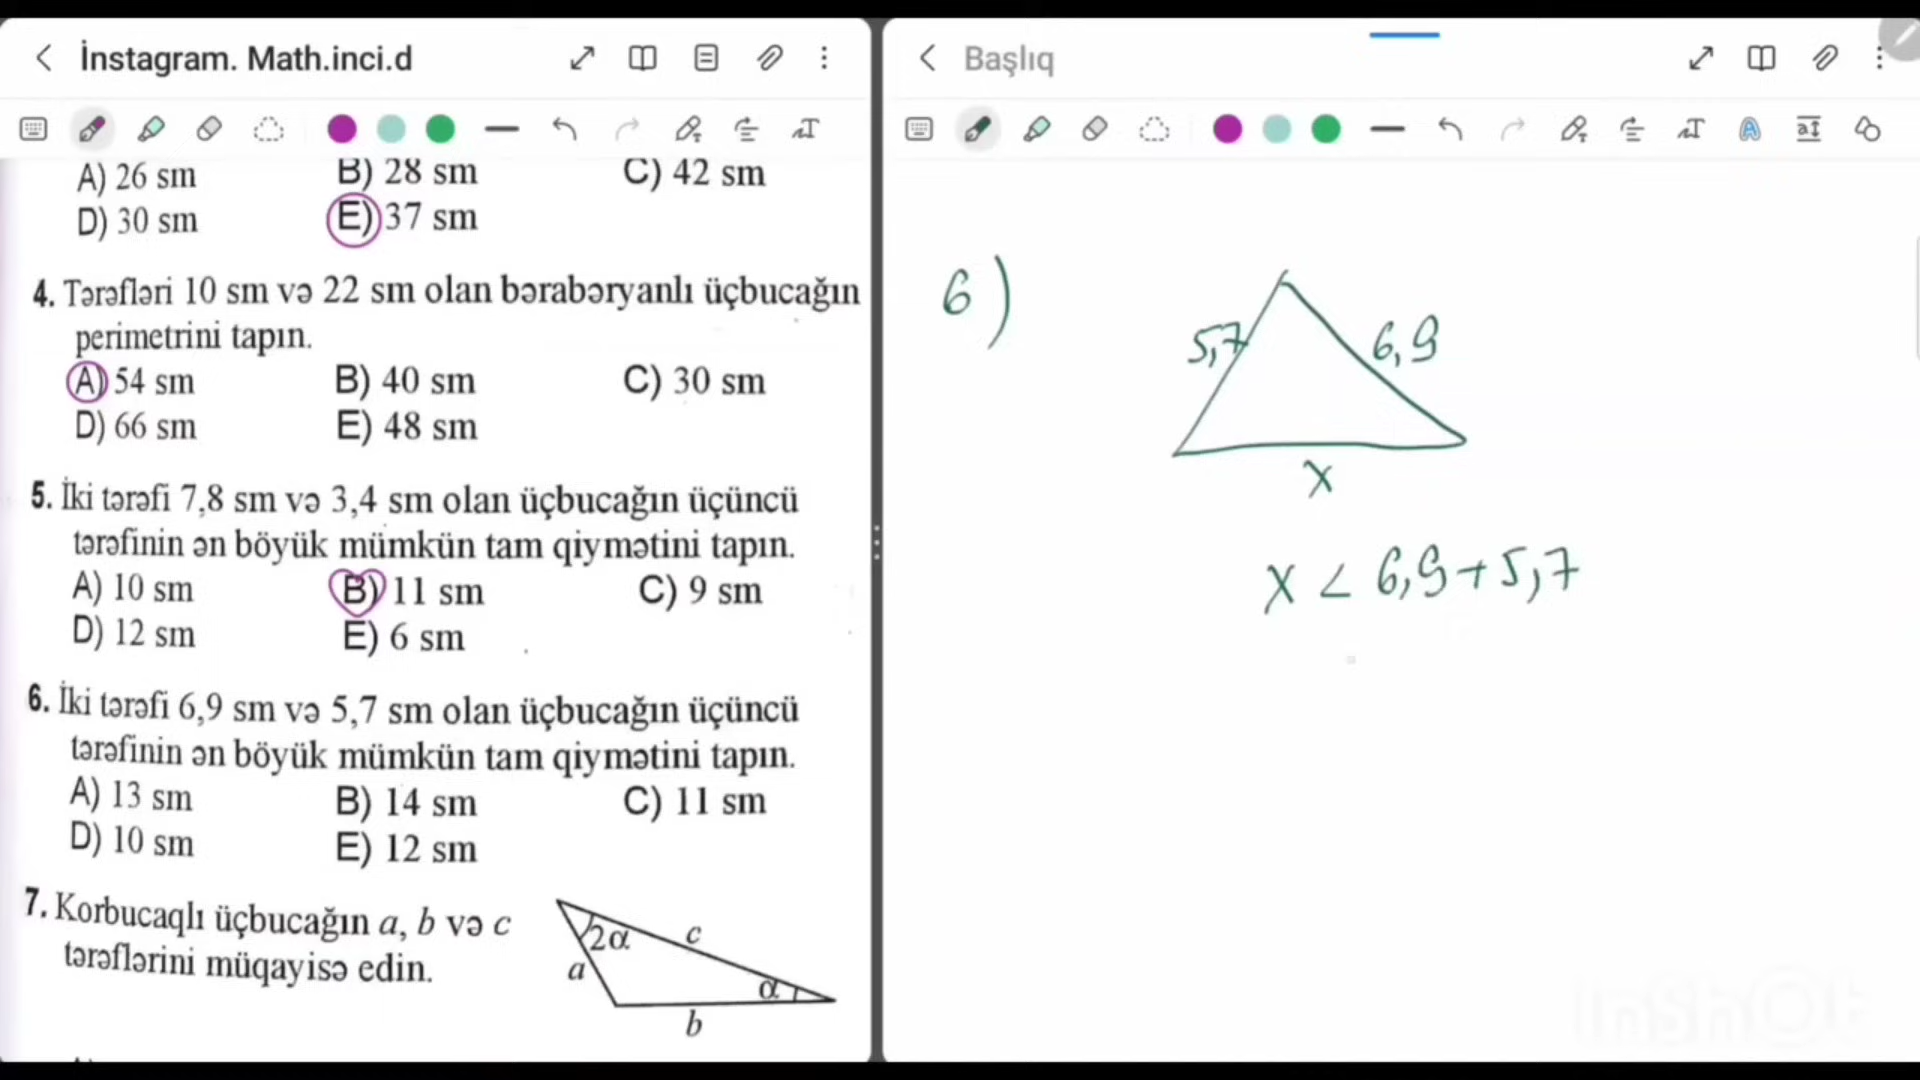 İnstagram. Math.inci.d
A) 26 sm B) 28 sm C) 42 sm
D) 30 sm E) 37 sm
4. Tərəfləri 10 sm və 22 sm olan bərabəryanlı üçbucağın
perimetrini tapın.
A) 54 sm B) 40 sm C) 30 sm
D) 66 sm E) 48 sm
5. İki tərəfi 7,8 sm və 3,4 sm olan üçbucağın üçüncü
tərəfinin ən böyük mümkün tam qiymətini tapın.
A) 10 sm B) 11 sm C) 9 sm
D) 12 sm E) 6 sm
6. İki tərəfi 6,9 sm və 5,7 sm olan üçbucağın üçüncü
tərəfinin ən böyük mümkün tam qiymətini tapın.
A) 13 sm B) 14 sm C) 11 sm
D) 10 sm E) 12 sm
7. Korbucaqlı üçbucağın a, b və c
tərəflərini müqayisə edin.
2α c
a α
b
Başlıq
6)
5,7 6,9
x
x < 6,9+5,7
InShOt